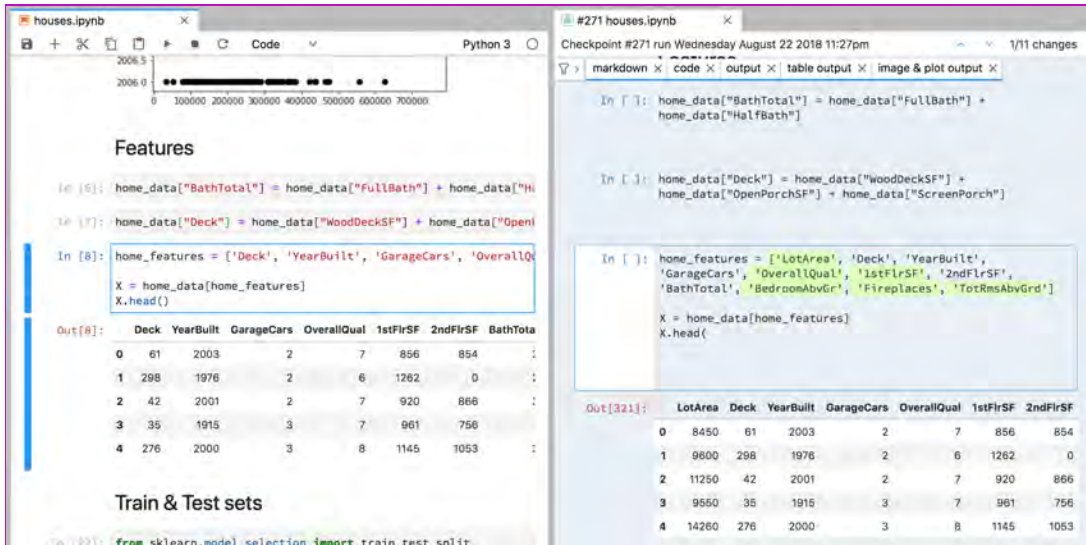 houses.ipynb ×
Code
Python 3
2006.5
2006.0
0 100000 200000 300000 400000 500000 600000 700000
Features
In [6]: home_data["BathTotal"] = home_data["FullBath"] + home_data["H
In [7]: home_data["Deck"] = home_data["WoodDeckSF"] + home_data["Open
In [8]: home_features = ['Deck', 'YearBuilt', 'GarageCars', 'OverallQu
X = home_data[home_features]
X.head()
Out[8]: Deck YearBuilt GarageCars OverallQual 1stFlrSF 2ndFlrSF BathTota
0 61 2003 2 7 856 854
1 298 1976 2 6 1262 0
2 42 2001 2 7 920 866
3 35 1915 3 7 961 756
4 276 2000 3 8 1145 1053
Train & Test sets
from sklearn.model_selection import train_test_split
#271 houses.ipynb ×
Checkpoint #271 run Wednesday August 22 2018 11:27pm 1/11 changes
markdown × code × output × table output × image & plot output ×
In [ ]: home_data["BathTotal"] = home_data["FullBath"] +
home_data["HalfBath"]
In [ ]: home_data["Deck"] = home_data["WoodDeckSF"] +
home_data["OpenPorchSF"] + home_data["ScreenPorch"]
In [ ]: home_features = ['LotArea', 'Deck', 'YearBuilt',
'GarageCars', 'OverallQual', '1stFlrSF', '2ndFlrSF',
'BathTotal', 'BedroomAbvGr', 'Fireplaces', 'TotRmsAbvGrd']
X = home_data[home_features]
X.head(
Out[321]: LotArea Deck YearBuilt GarageCars OverallQual 1stFlrSF 2ndFlrSF
0 8450 61 2003 2 7 856 854
1 9600 298 1976 2 6 1262 0
2 11250 42 2001 2 7 920 866
3 9550 35 1915 3 7 961 756
4 14260 276 2000 3 8 1145 1053